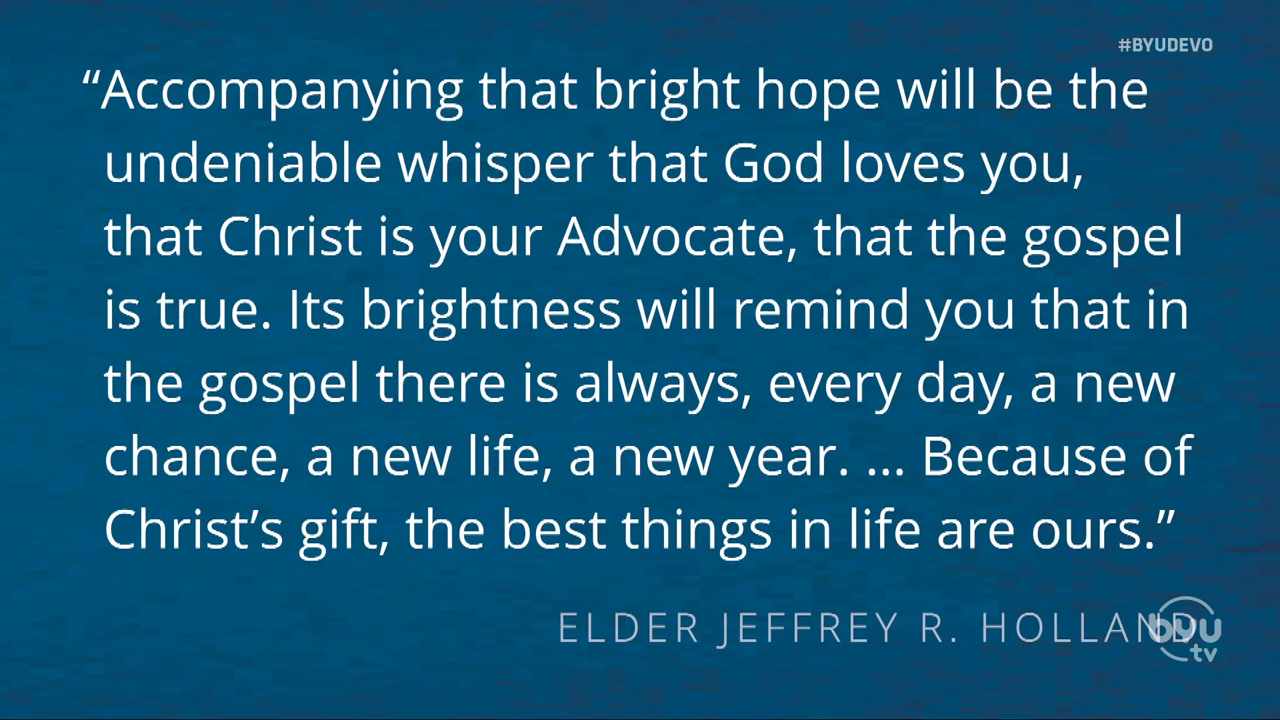 #BYUDEVO
“Accompanying that bright hope will be the
undeniable whisper that God loves you,
that Christ is your Advocate, that the gospel
is true. Its brightness will remind you that in
the gospel there is always, every day, a new
chance, a new life, a new year. ... Because of
Christ’s gift, the best things in life are ours.”
ELDER JEFFREY R. HOLLAND
byu
tv